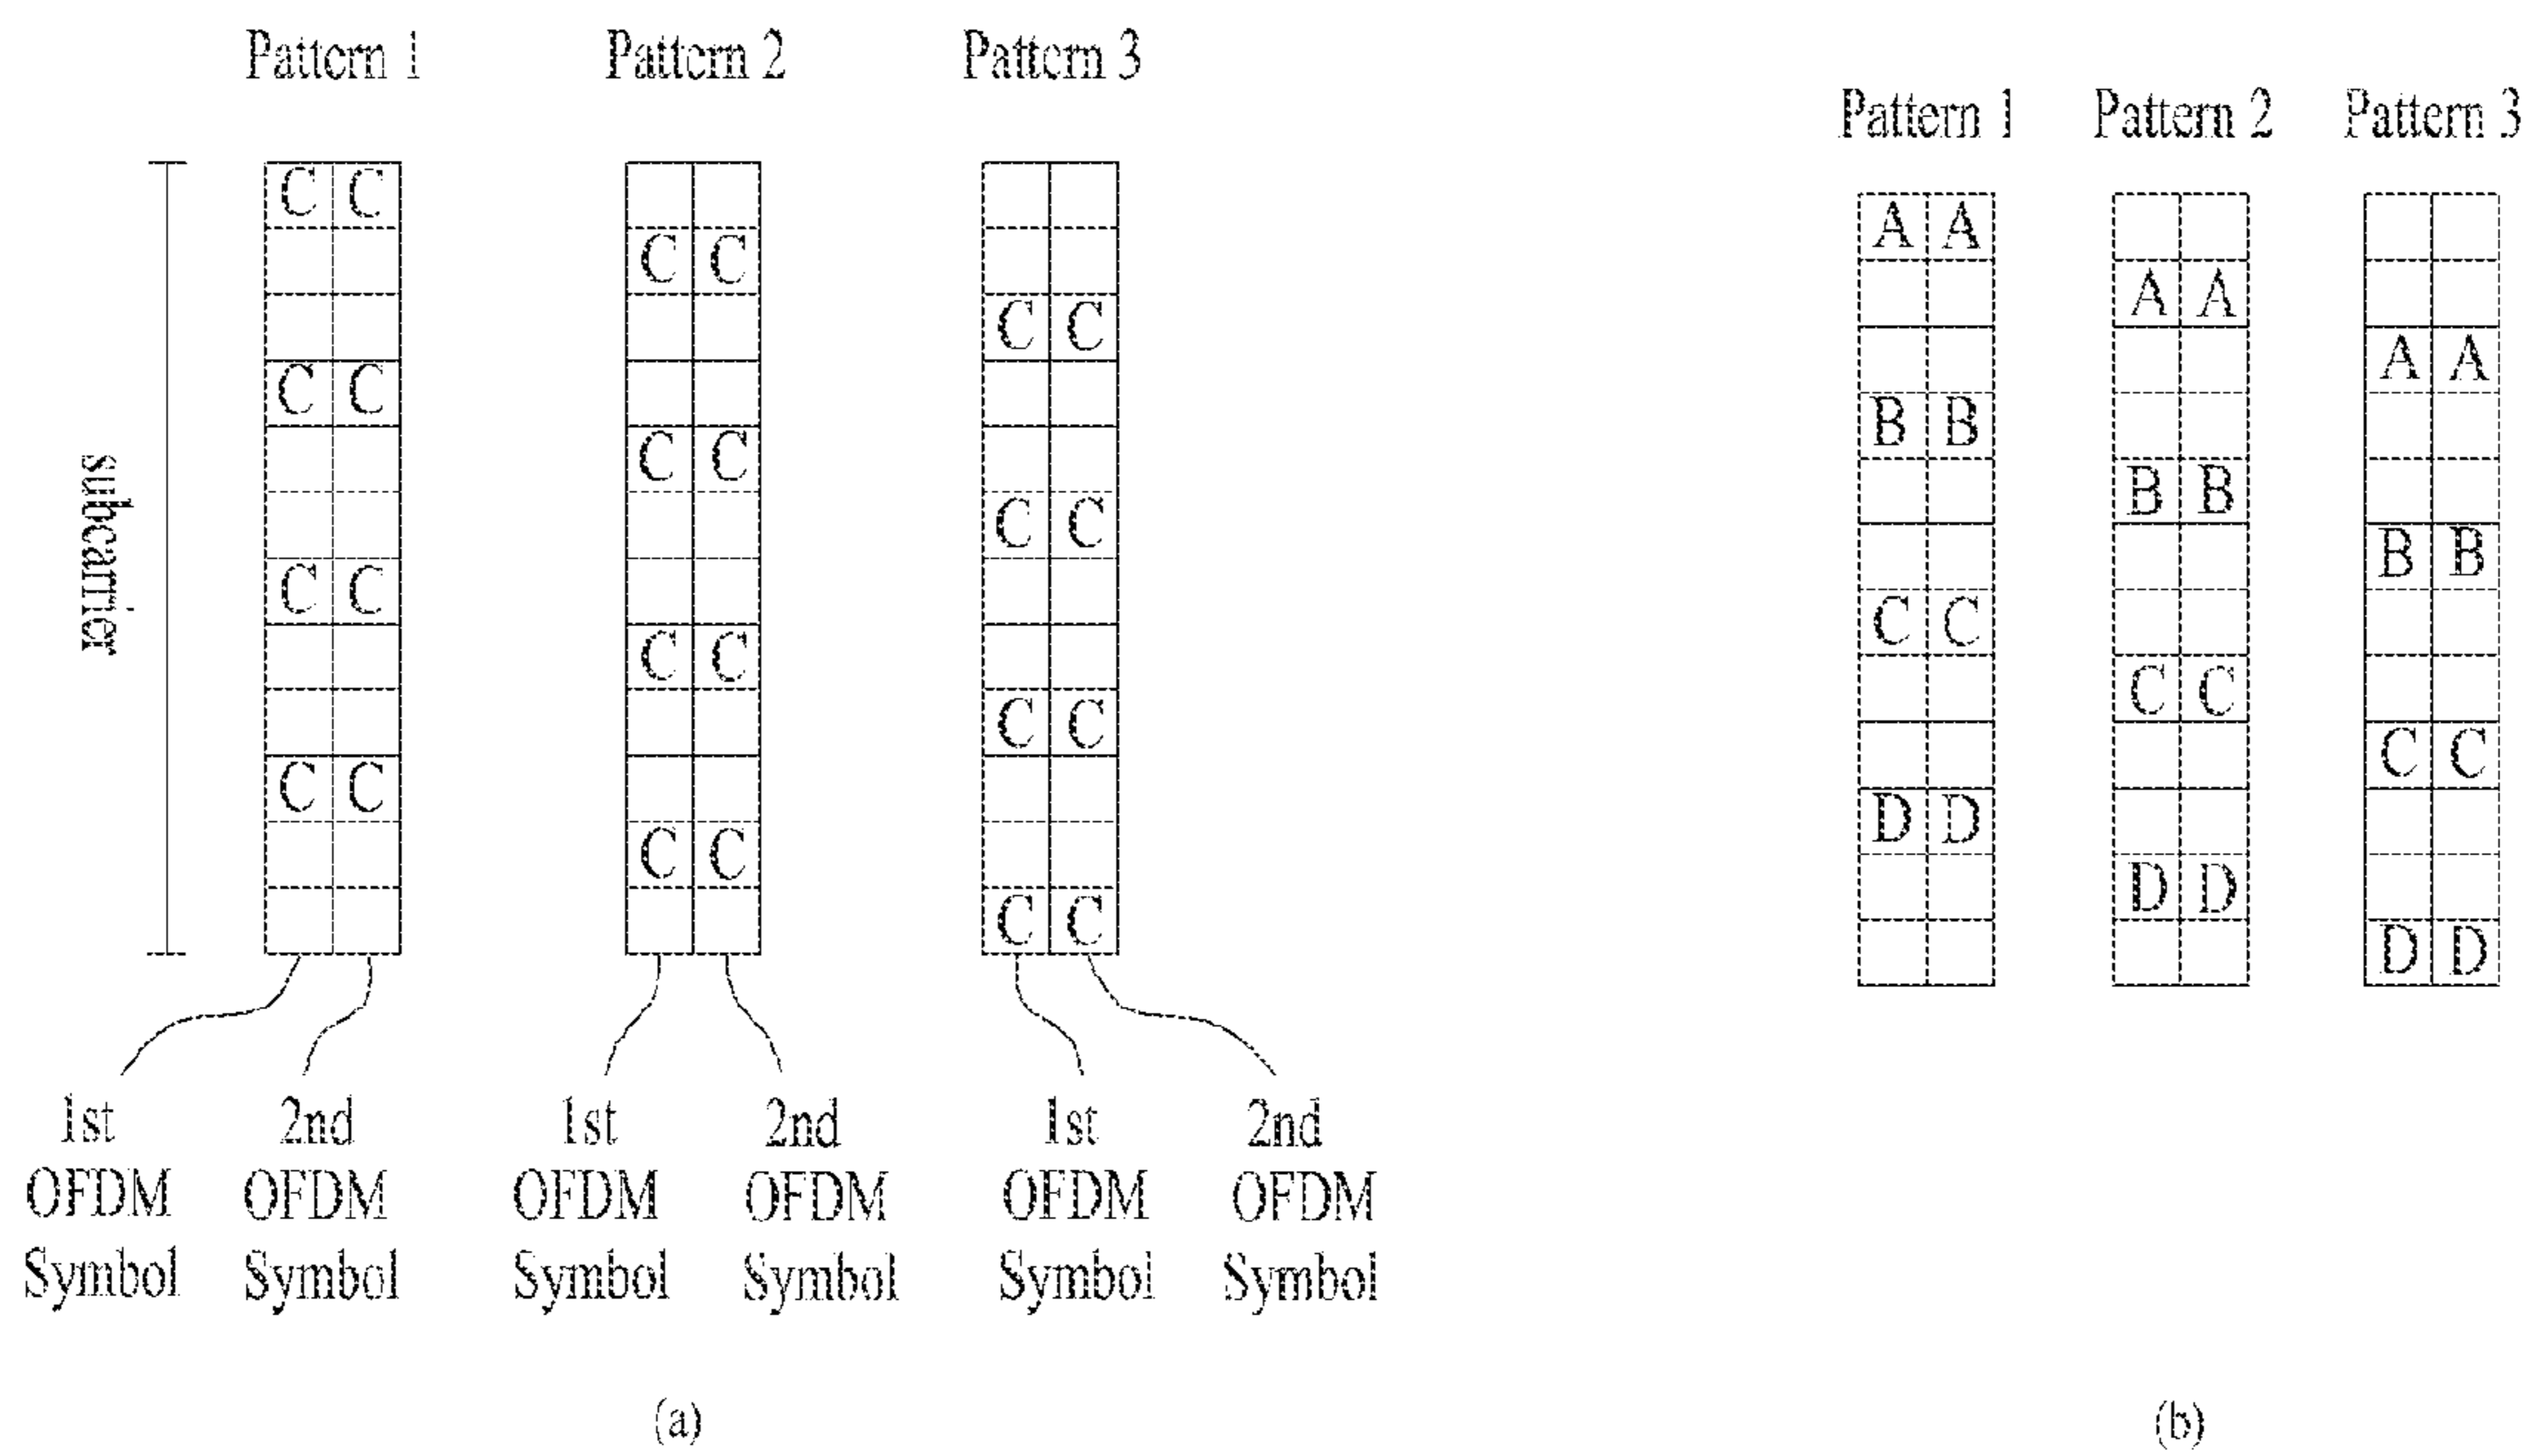 Pattern 1 Pattern 2 Pattern 3
C C
C C
C C
C C
C C
C C
C C
C C
C C
C C
C C
C C
subcarrier
1st OFDM Symbol
2nd OFDM Symbol
1st OFDM Symbol
2nd OFDM Symbol
1st OFDM Symbol
2nd OFDM Symbol
(a)
Pattern 1 Pattern 2 Pattern 3
A A
B B
C C
D D
A A
B B
C C
D D
A A
B B
C C
D D
(b)